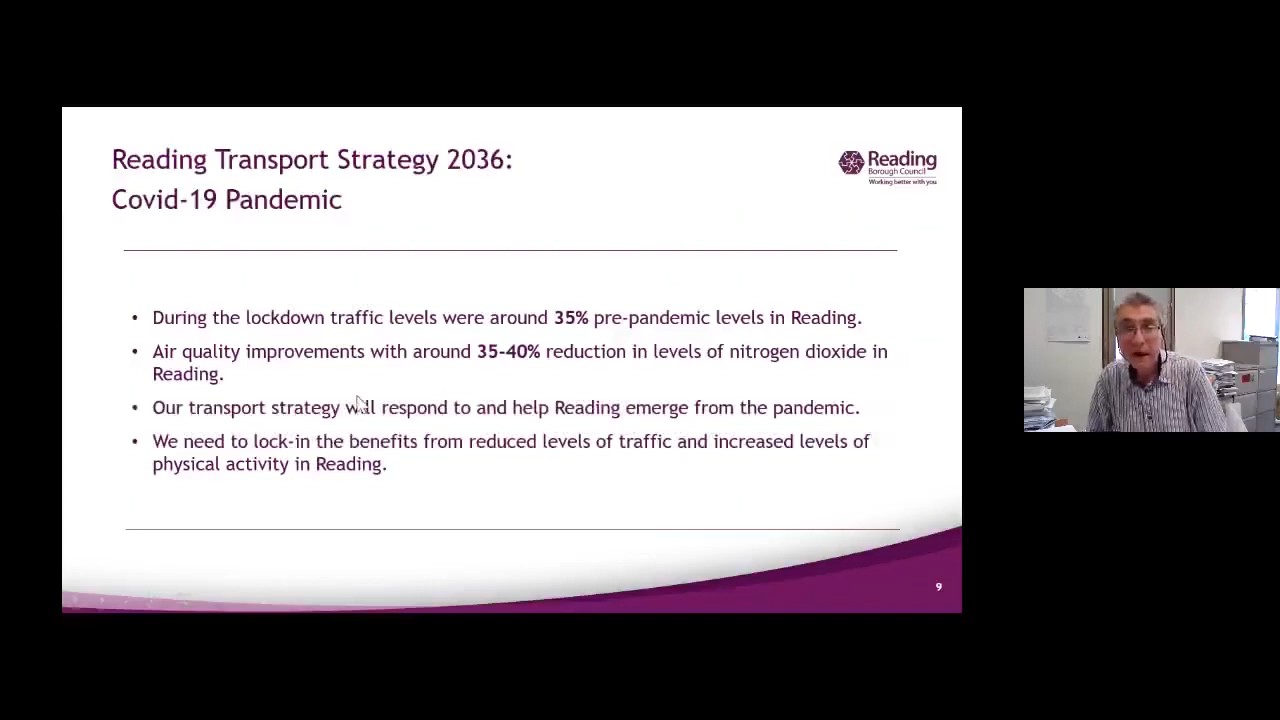 Reading Transport Strategy 2036:
Covid-19 Pandemic
Reading
Borough Council
Working better with you
• During the lockdown traffic levels were around 35% pre-pandemic levels in Reading.
• Air quality improvements with around 35-40% reduction in levels of nitrogen dioxide in
Reading.
• Our transport strategy will respond to and help Reading emerge from the pandemic.
• We need to lock-in the benefits from reduced levels of traffic and increased levels of
physical activity in Reading.
9